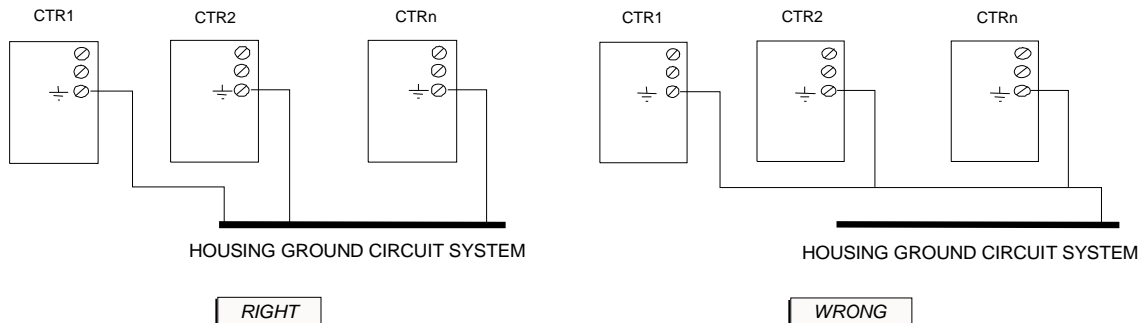 CTR1 CTR2 CTRn
HOUSING GROUND CIRCUIT SYSTEM
RIGHT
CTR1 CTR2 CTRn
HOUSING GROUND CIRCUIT SYSTEM
WRONG